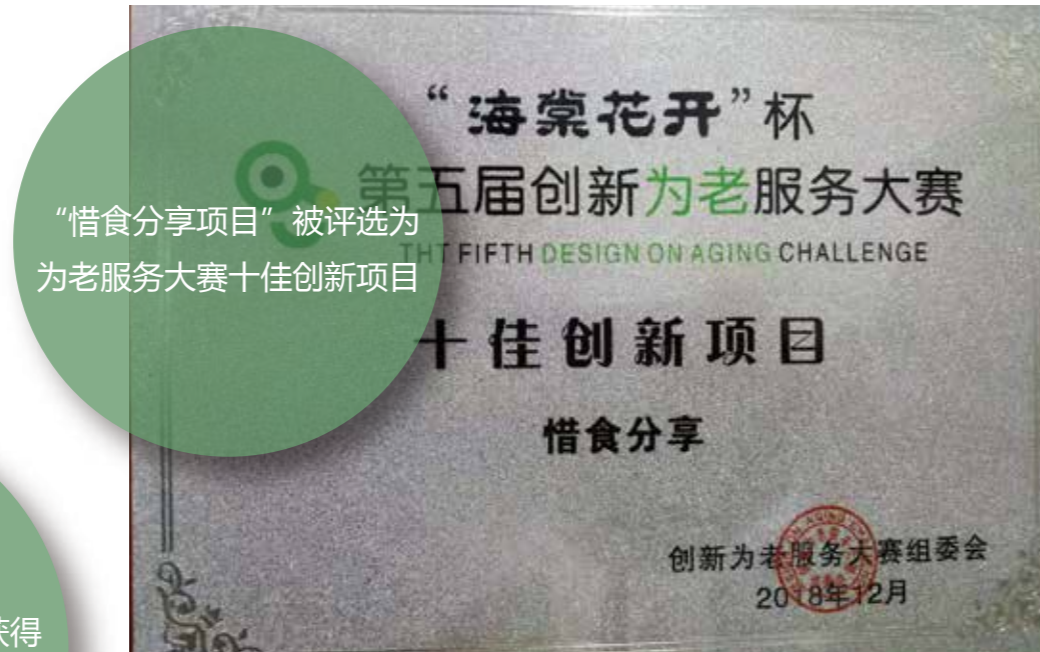 “海棠花开”杯
第五届创新为老服务大赛
THT FIFTH DESIGN ON AGING CHALLENGE
“惜食分享项目”被评选为
为老服务大赛十佳创新项目
十佳创新项目
惜食分享
创新为老服务大赛组委会
2018年12月
获得